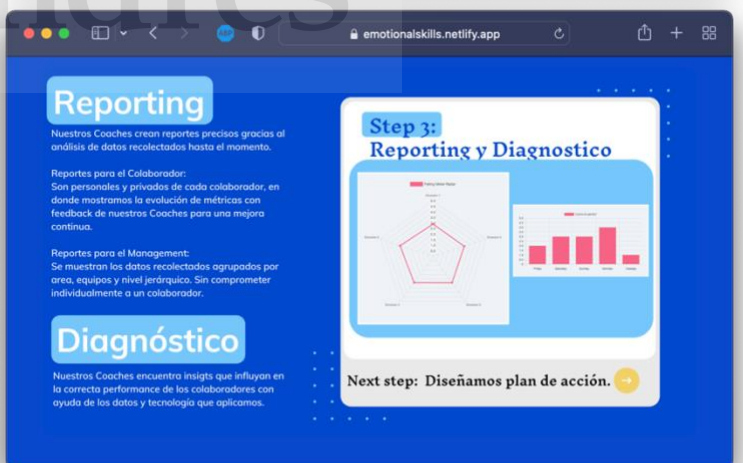 emotionalskills.netlify.app
Reporting
Nuestros Coaches crean reportes precisos gracias al
análisis de datos recolectados hasta el momento.
Reportes para el Colaborador:
Son personales y privados de cada colaborador, en
donde mostramos la evolución de métricas con
feedback de nuestros Coaches para una mejora
continua.
Reportes para el Management:
Se muestran los datos recolectados agrupados por
area, equipos y nivel jerárquico. Sin comprometer
individualmente a un colaborador.
Diagnóstico
Nuestros Coaches encuentra insigts que influyan en
la correcta performance de los colaboradores con
ayuda de los datos y tecnología que aplicamos.
Step 3:
Reporting y Diagnostico
Next step: Diseñamos plan de acción.